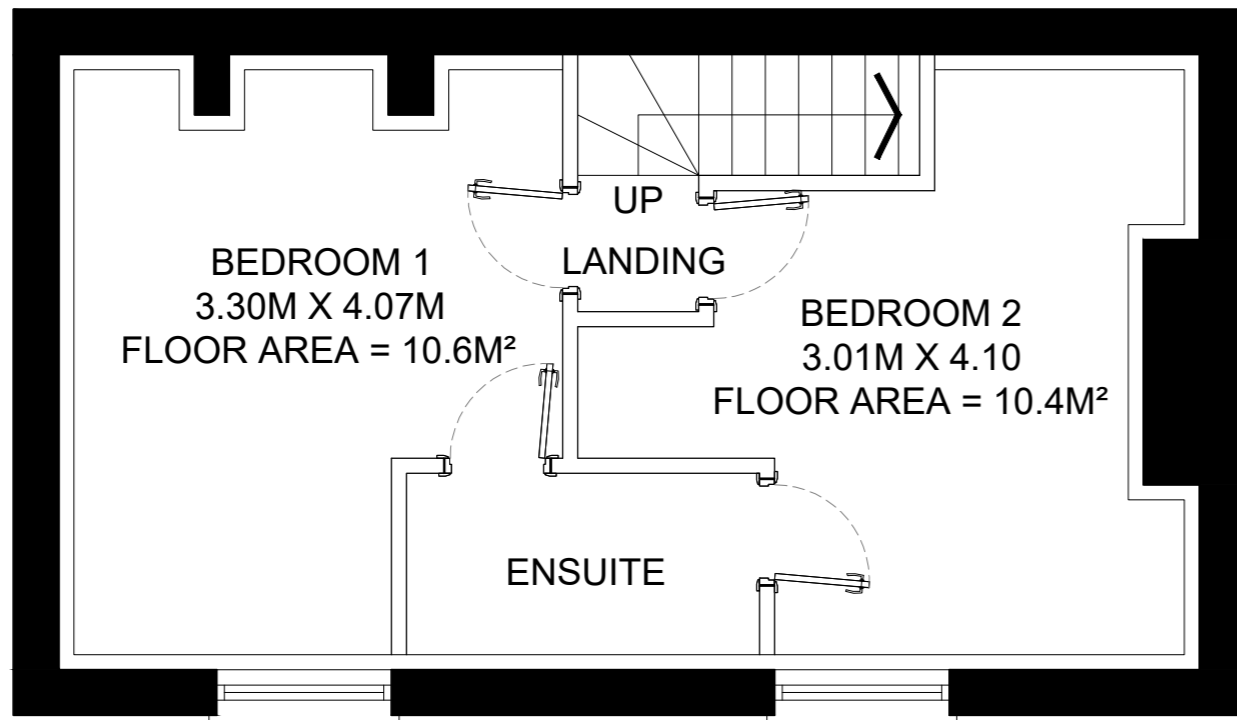 UP
LANDING
BEDROOM 1
3.30M X 4.07M
FLOOR AREA = 10.6M²
BEDROOM 2
3.01M X 4.10
FLOOR AREA = 10.4M²
ENSUITE